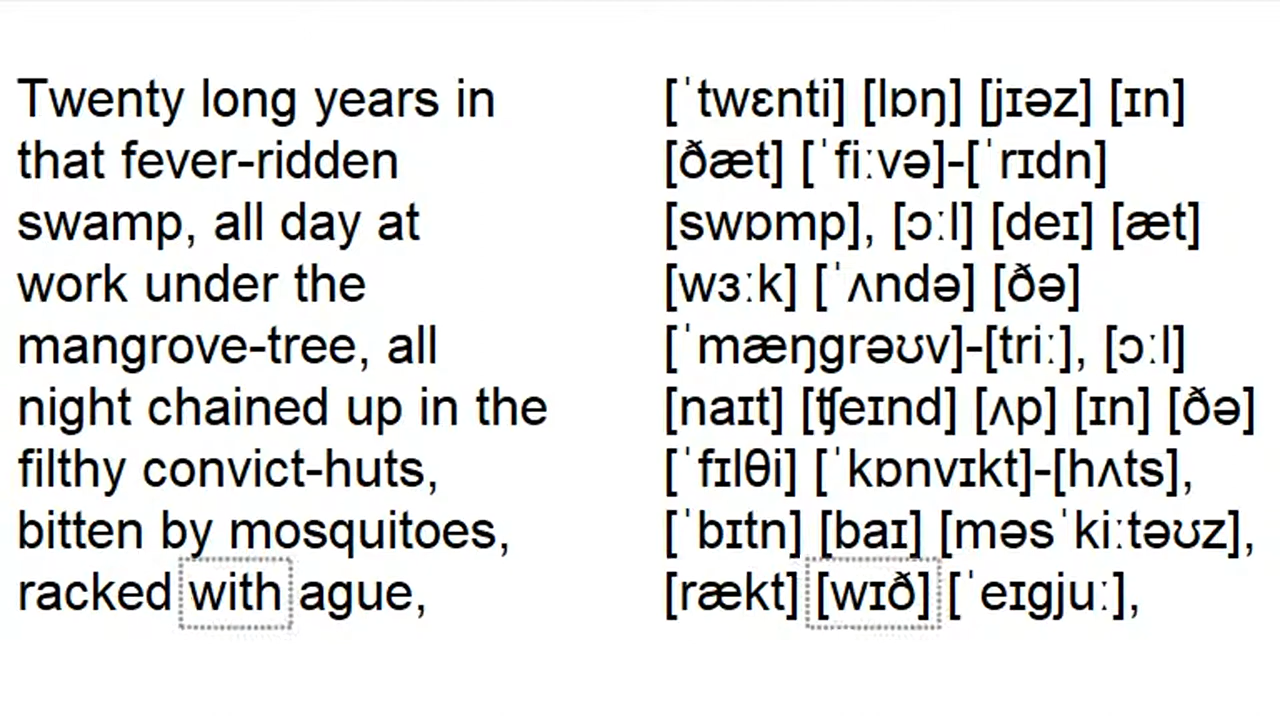 Twenty long years in
that fever-ridden
swamp, all day at
work under the
mangrove-tree, all
night chained up in the
filthy convict-huts,
bitten by mosquitoes,
racked with ague,
[ˈtwɛnti] [lɒŋ] [jɪəz] [ɪn]
[ðæt] [ˈfiːvə]-[ˈrɪdn]
[swɒmp], [ɔːl] [deɪ] [æt]
[wɜːk] [ˈʌndə] [ðə]
[ˈmæŋgrəʊv]-[triː], [ɔːl]
[naɪt] [ʧeɪnd] [ʌp] [ɪn] [ðə]
[ˈfɪlθi] [ˈkɒnvɪkt]-[hʌts],
[ˈbɪtn] [baɪ] [məsˈkiːtəʊz],
[rækt] [wɪð] [ˈeɪgjuː],